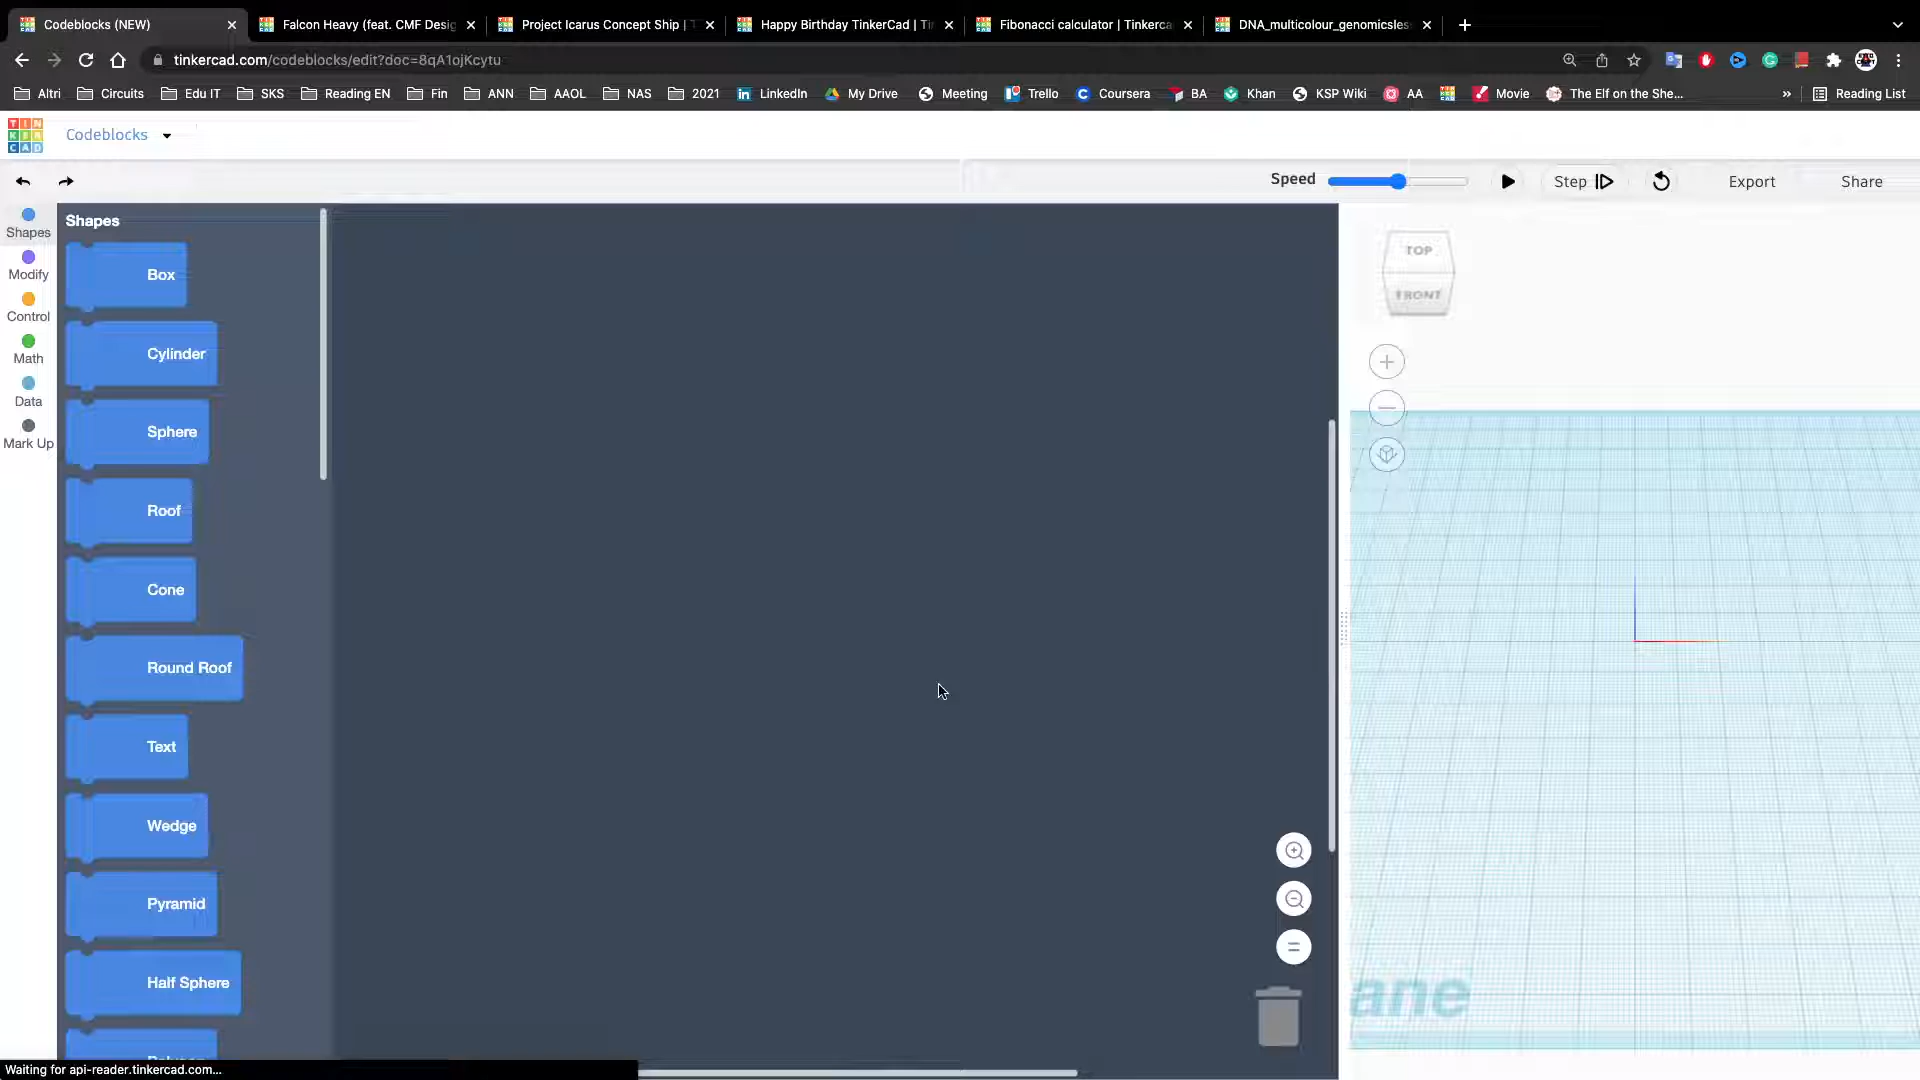 Codeblocks (NEW)
Falcon Heavy (feat. CMF Desig
Project Icarus Concept Ship | T
Happy Birthday TinkerCad | Ti
Fibonacci calculator | Tinkerca
DNA_multicolour_genomicsles
tinkercad.com/codeblocks/edit?doc=8qA1ojKcytu
Altri Circuits Edu IT SKS Reading EN Fin ANN AAOL NAS 2021 LinkedIn My Drive Meeting Trello Coursera BA Khan KSP Wiki AA Movie The Elf on the She... » Reading List
TIN
KER
CAD
Codeblocks
Speed Step Export Share
Shapes
Modify
Control
Math
Data
Mark Up
Shapes
Box
Cylinder
Sphere
Roof
Cone
Round Roof
Text
Wedge
Pyramid
Half Sphere
TOP
FRONT
ane
Waiting for api-reader.tinkercad.com...